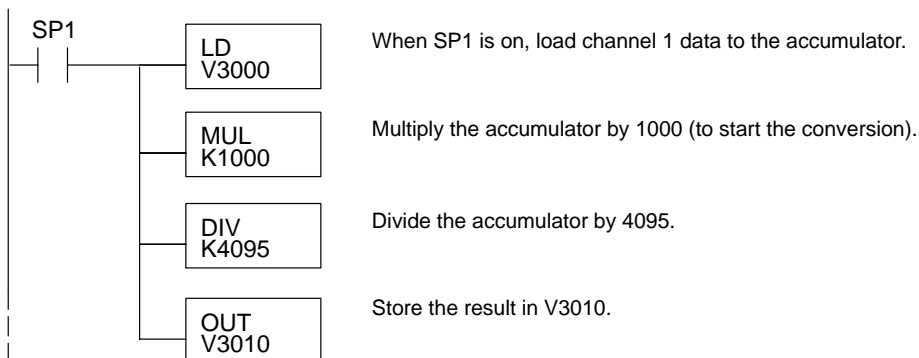 SP1
LD
V3000
When SP1 is on, load channel 1 data to the accumulator.
MUL
K1000
Multiply the accumulator by 1000 (to start the conversion).
DIV
K4095
Divide the accumulator by 4095.
OUT
V3010
Store the result in V3010.